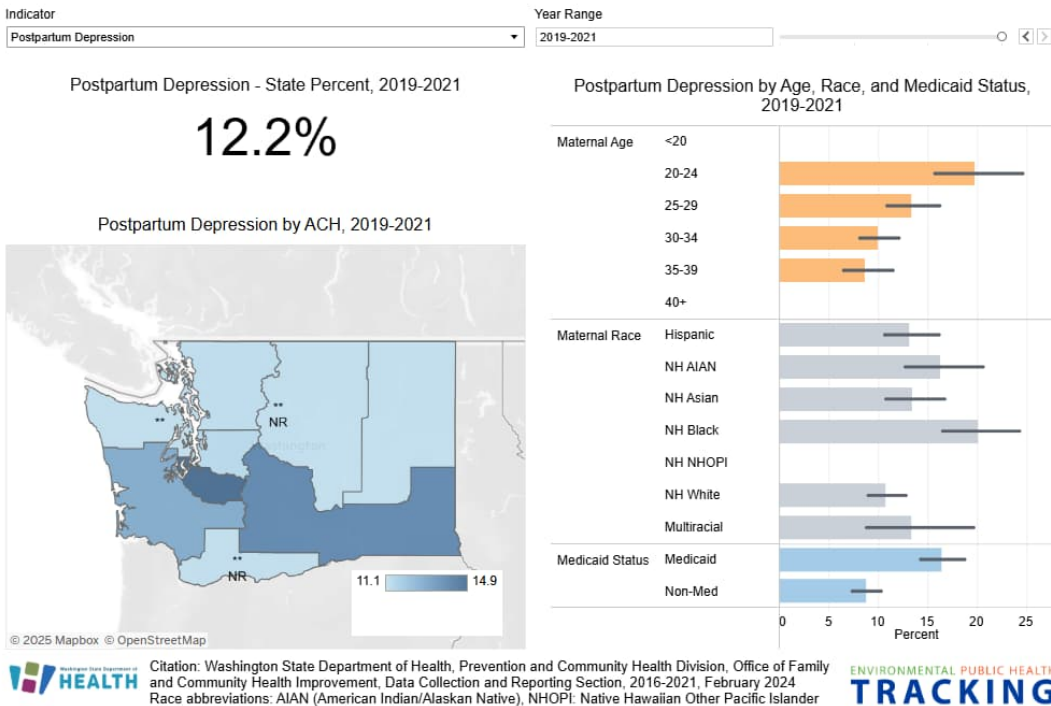 Indicator
Postpartum Depression
Year Range
2019-2021
Postpartum Depression - State Percent, 2019-2021
12.2%
Postpartum Depression by ACH, 2019-2021
**
**
NR
Washington
**
NR
11.1
14.9
© 2025 Mapbox © OpenStreetMap
Postpartum Depression by Age, Race, and Medicaid Status,
2019-2021
Maternal Age <20
20-24
25-29
30-34
35-39
40+
Maternal Race Hispanic
NH AIAN
NH Asian
NH Black
NH NHOPI
NH White
Multiracial
Medicaid Status Medicaid
Non-Med
0 5 10 15 20 25
Percent
Washington State Department of
HEALTH
Citation: Washington State Department of Health, Prevention and Community Health Division, Office of Family
and Community Health Improvement, Data Collection and Reporting Section, 2016-2021, February 2024
Race abbreviations: AIAN (American Indian/Alaskan Native), NHOPI: Native Hawaiian Other Pacific Islander
ENVIRONMENTAL PUBLIC HEALTH
TRACKING